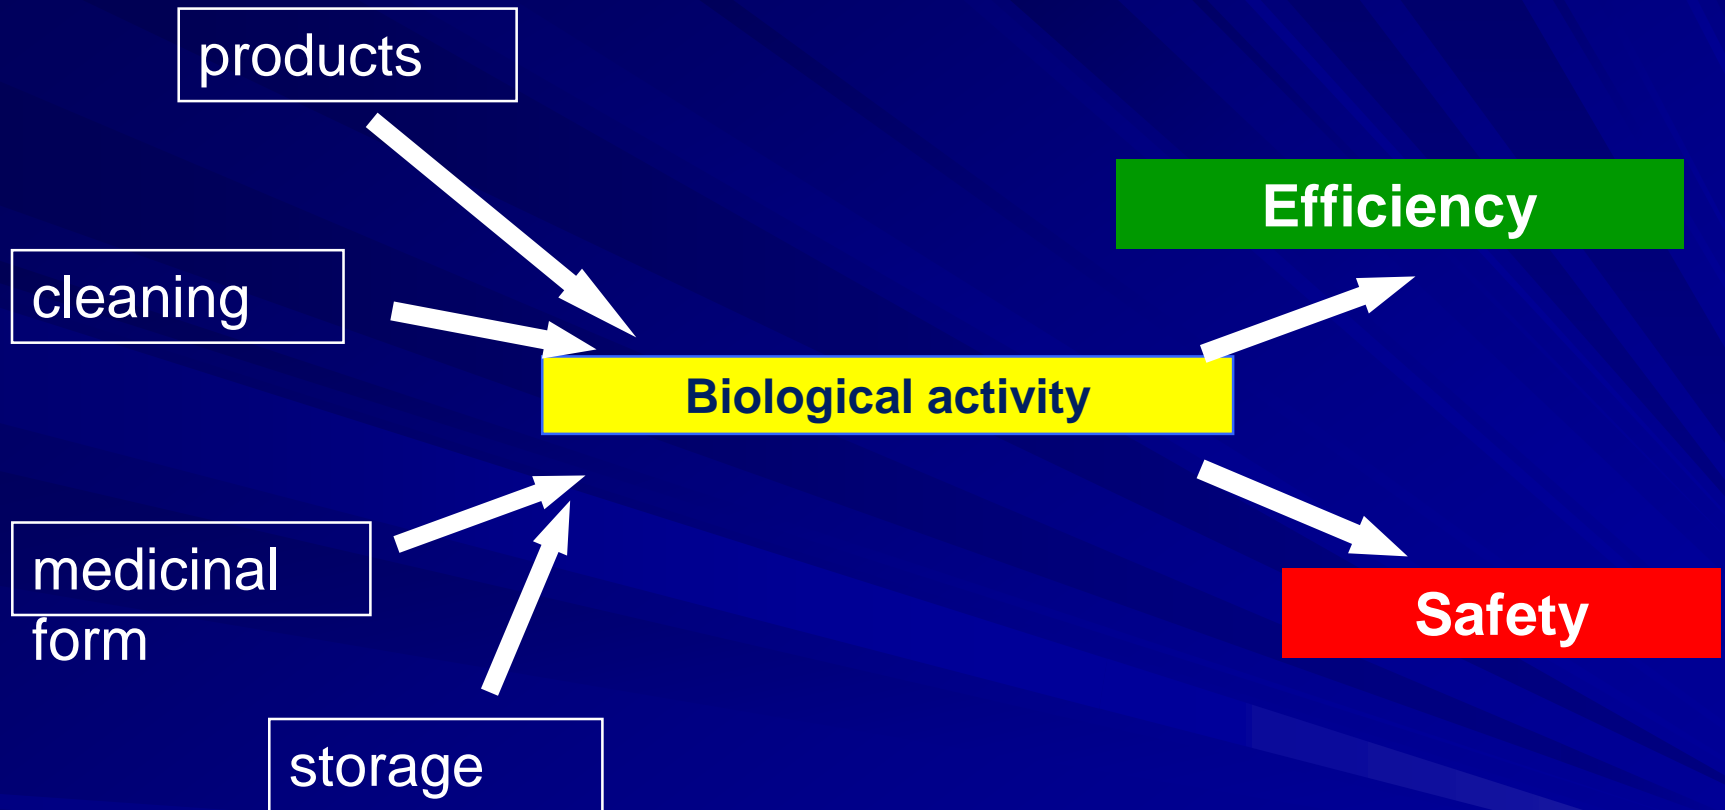 products
Efficiency
cleaning
Biological activity
medicinal
form
Safety
storage